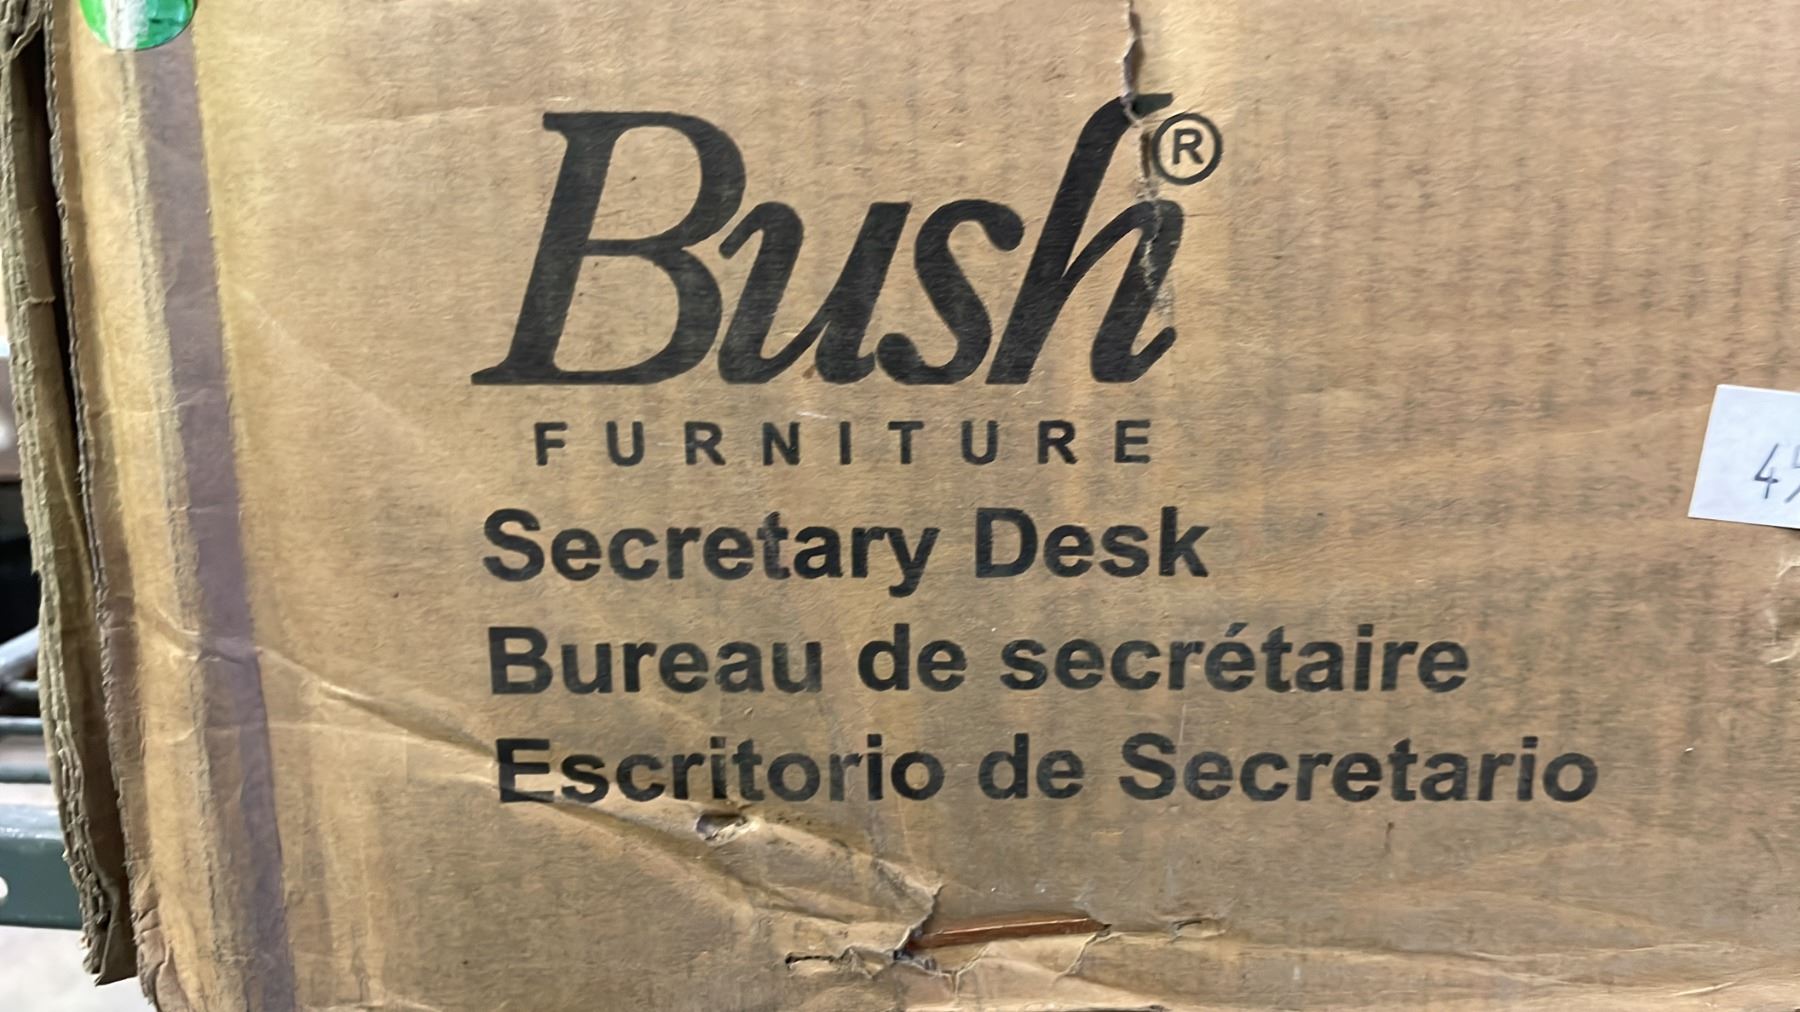 Bush®
FURNITURE
Secretary Desk
Bureau de secrétaire
Escritorio de Secretario